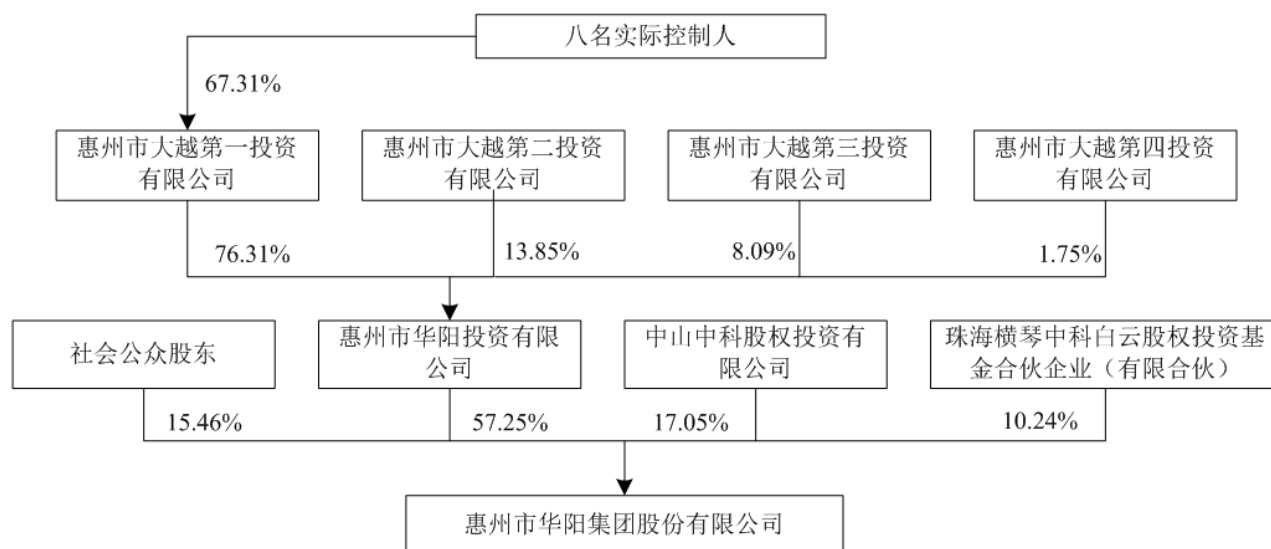 八名实际控制人
67.31%
惠州市大越第一投资
有限公司
惠州市大越第二投资
有限公司
惠州市大越第三投资
有限公司
惠州市大越第四投资
有限公司
76.31%
13.85%
8.09%
1.75%
社会公众股东
惠州市华阳投资有限
公司
中山中科股权投资有
限公司
珠海横琴中科白云股权投资基
金合伙企业（有限合伙）
15.46%
57.25%
17.05%
10.24%
惠州市华阳集团股份有限公司